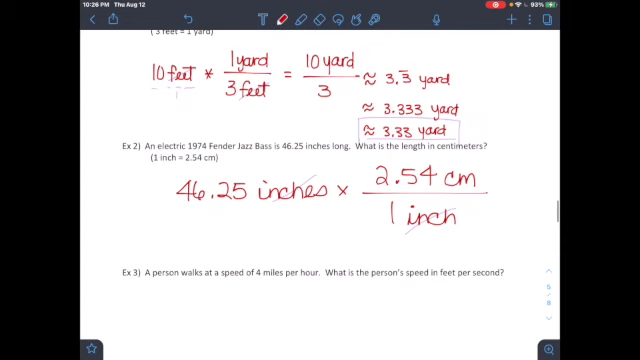 10:26 PM Thu Aug 12
93%
(3 feet = 1 yard)
10 feet * 1 yard / 3 feet = 10 yard / 3 ≈ 3.3̅ yard
≈ 3.333 yard
≈ 3.33 yard
Ex 2) An electric 1974 Fender Jazz Bass is 46.25 inches long. What is the length in centimeters?
(1 inch = 2.54 cm)
46.25 inches × 2.54 cm / 1 inch
Ex 3) A person walks at a speed of 4 miles per hour. What is the person's speed in feet per second?
5
8